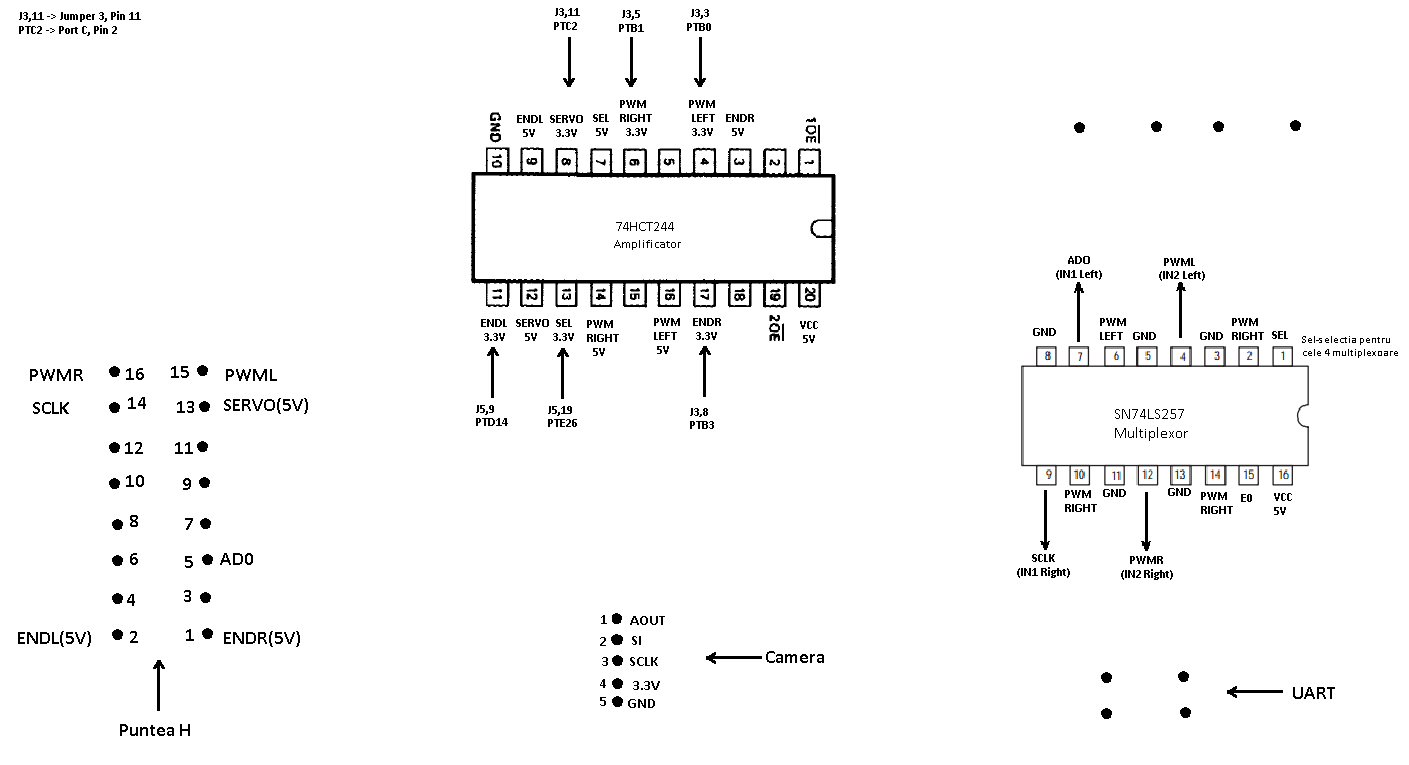 J3,11 -> Jumper 3, Pin 11
PTC2 -> Port C, Pin 2
J3,11
PTC2
J3,5
PTB1
J3,3
PTB0
GND
ENDL
5V
SERVO
3.3V
SEL
5V
PWM
RIGHT
3.3V
PWM
LEFT
3.3V
ENDR
5V
1OE
10 9 8 7 6 5 4 3 2 1
74HCT244
Amplificator
11 12 13 14 15 16 17 18 19 20
ENDL
3.3V
SERVO
5V
SEL
3.3V
PWM
RIGHT
5V
PWM
LEFT
5V
ENDR
3.3V
2OE
VCC
5V
J5,9
PTD14
J5,19
PTE26
J3,8
PTB3
ADO
(IN1 Left)
PWML
(IN2 Left)
GND
PWM
LEFT
GND
GND
PWM
RIGHT
SEL
Sel-selectia pentru
cele 4 multiplexoare
8 7 6 5 4 3 2 1
SN74LS257
Multiplexor
9 10 11 12 13 14 15 16
PWM
RIGHT
GND
GND
PWM
RIGHT
E0
VCC
5V
SCLK
(IN1 Right)
PWMR
(IN2 Right)
PWMR 16 15 PWML
SCLK 14 13 SERVO(5V)
12 11
10 9
8 7
6 5 AD0
4 3
ENDL(5V) 2 1 ENDR(5V)
Puntea H
1 AOUT
2 SI
3 SCLK
4 3.3V
5 GND
Camera
UART